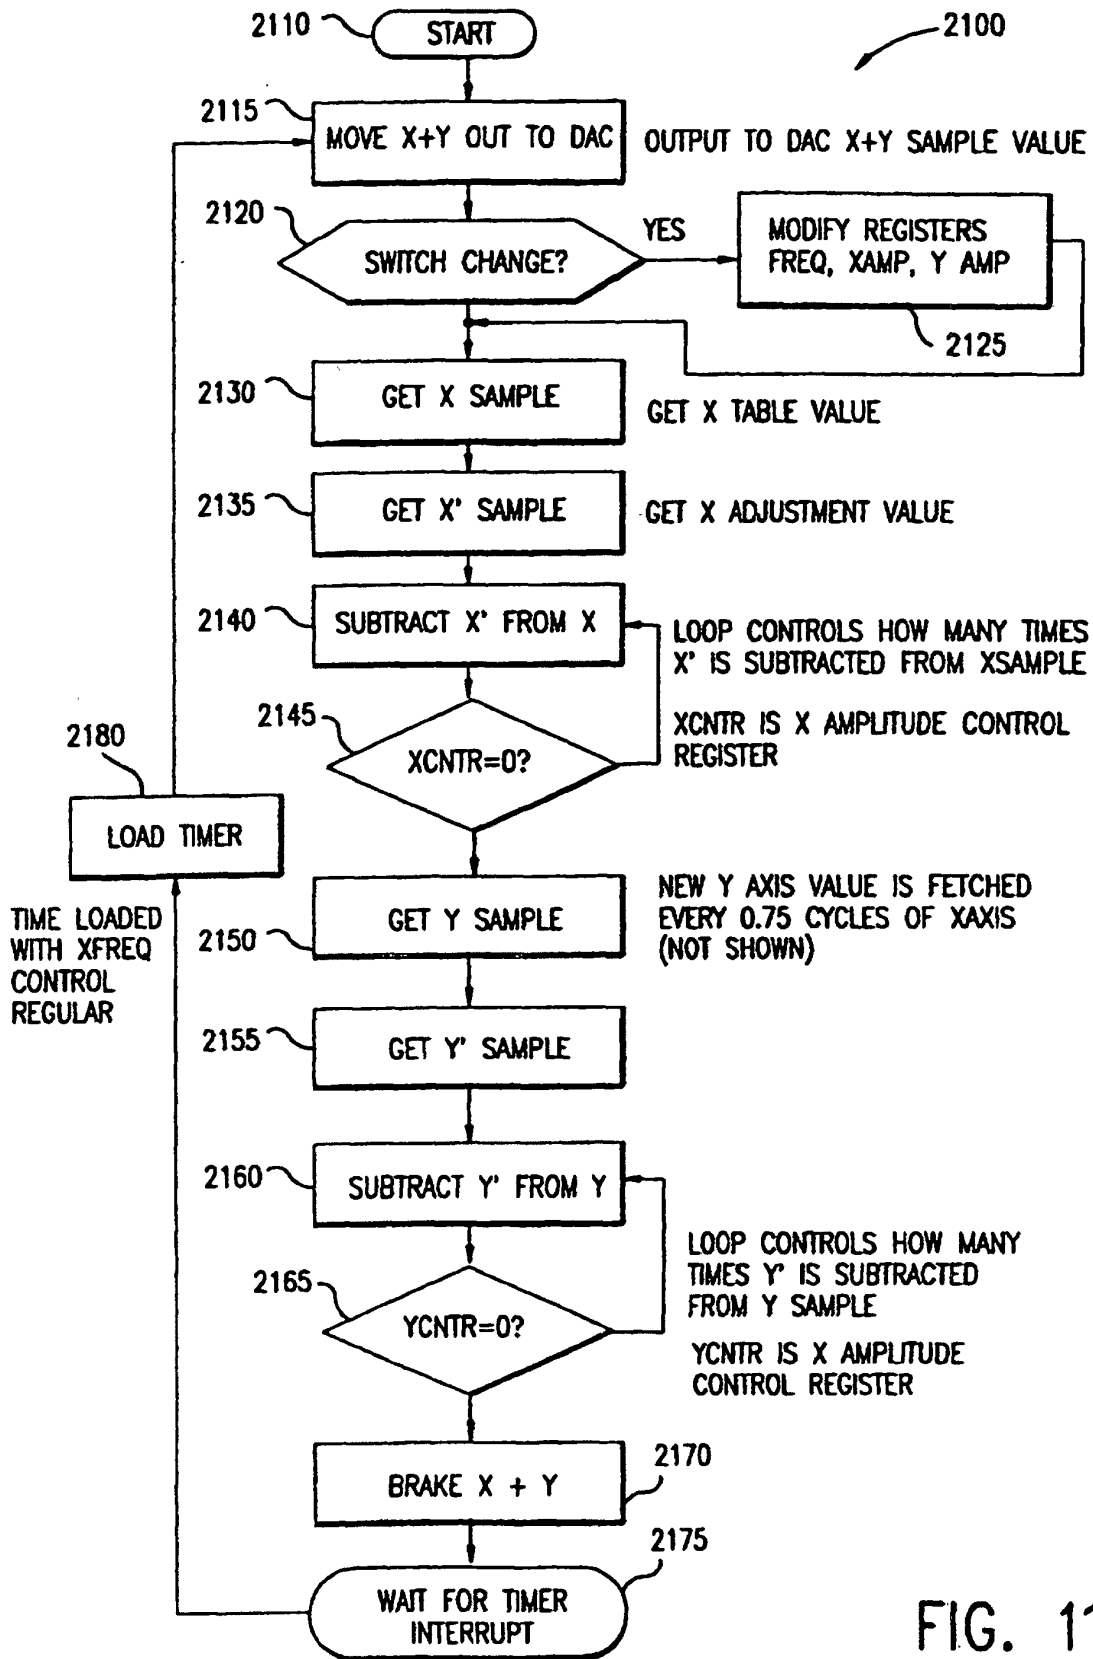 2110
START
2100
2115
MOVE X+Y OUT TO DAC
OUTPUT TO DAC X+Y SAMPLE VALUE
2120
SWITCH CHANGE?
YES
MODIFY REGISTERS
FREQ, XAMP, Y AMP
2125
2130
GET X SAMPLE
GET X TABLE VALUE
2135
GET X' SAMPLE
GET X ADJUSTMENT VALUE
2140
SUBTRACT X' FROM X
LOOP CONTROLS HOW MANY TIMES
X' IS SUBTRACTED FROM XSAMPLE
2145
XCNTR=0?
XCNTR IS X AMPLITUDE CONTROL
REGISTER
2180
LOAD TIMER
TIME LOADED
WITH XFREQ
CONTROL
REGULAR
2150
GET Y SAMPLE
NEW Y AXIS VALUE IS FETCHED
EVERY 0.75 CYCLES OF XAXIS
(NOT SHOWN)
2155
GET Y' SAMPLE
2160
SUBTRACT Y' FROM Y
LOOP CONTROLS HOW MANY
TIMES Y' IS SUBTRACTED
FROM Y SAMPLE
2165
YCNTR=0?
YCNTR IS X AMPLITUDE
CONTROL REGISTER
BRAKE X + Y
2170
2175
WAIT FOR TIMER
INTERRUPT
FIG. 11